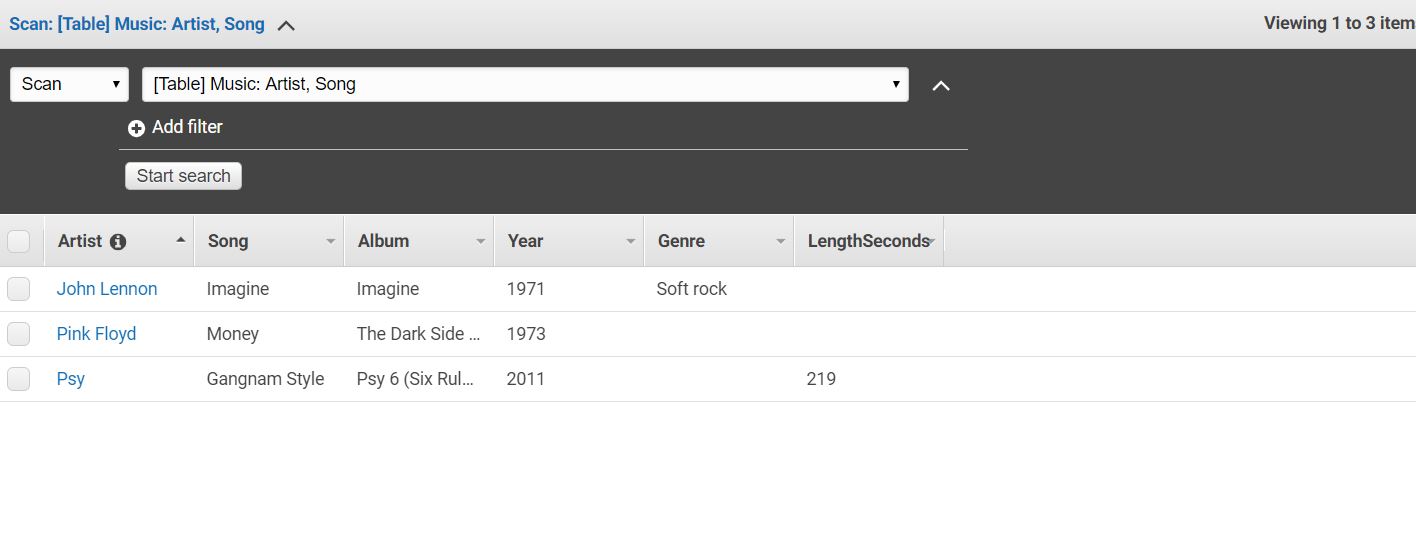 Scan: [Table] Music: Artist, Song
Viewing 1 to 3 item
Scan [Table] Music: Artist, Song
Add filter
Start search
Artist Song Album Year Genre LengthSeconds
John Lennon Imagine Imagine 1971 Soft rock
Pink Floyd Money The Dark Side ... 1973
Psy Gangnam Style Psy 6 (Six Rul... 2011 219